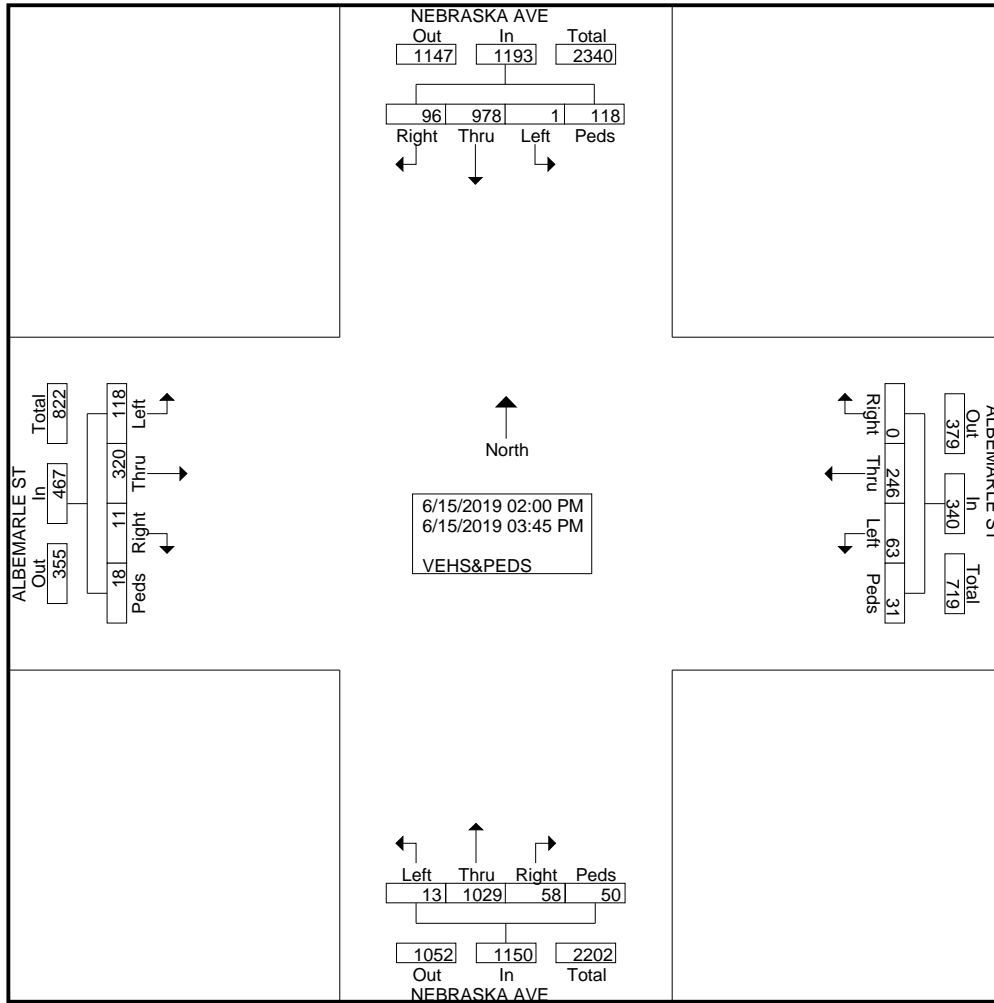 NEBRASKA AVE
Out In Total
1147 1193 2340
96 978 1 118
Right Thru Left Peds
ALBEMARLE ST
Total In Out
822 467 355
118 320 11 18
Left Thru Right Peds
North
6/15/2019 02:00 PM
6/15/2019 03:45 PM
VEHS&PEDS
ALBEMARLE ST
Out In Total
379 340 719
0 246 63 31
Right Thru Left Peds
Left Thru Right Peds
13 1029 58 50
1052 1150 2202
Out In Total
NEBRASKA AVE